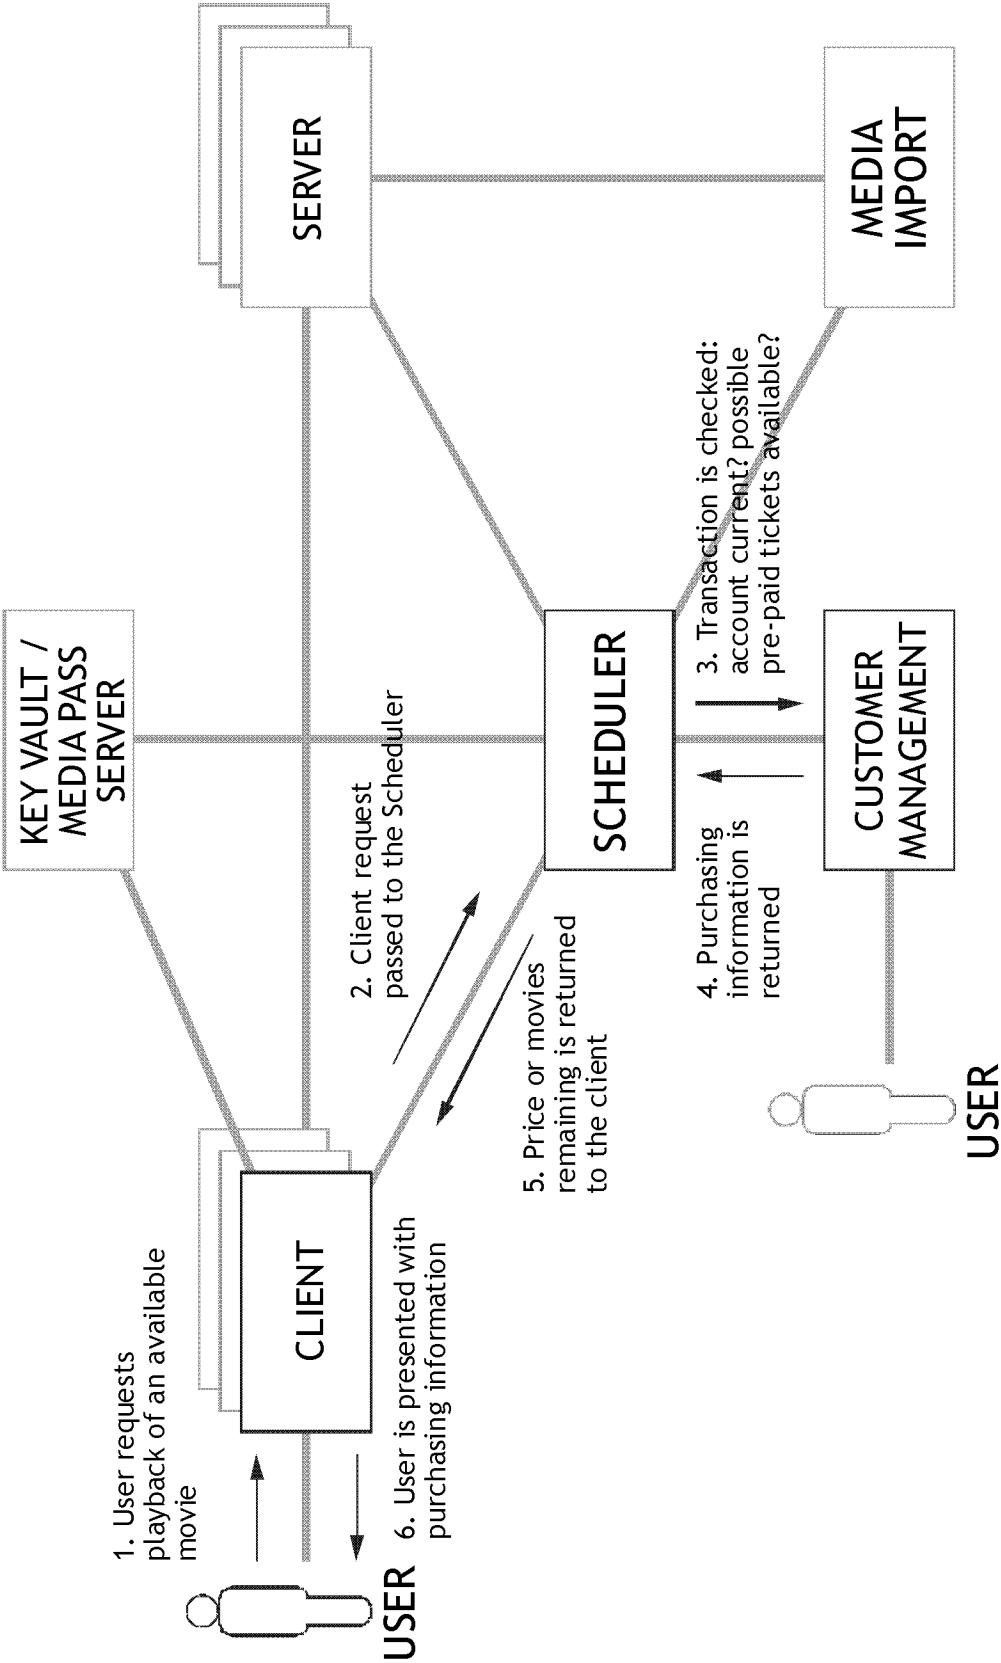 1. User requests
playback of an available
movie
USER
6. User is presented with
purchasing information
CLIENT
KEY VAULT /
MEDIA PASS
SERVER
2. Client request
passed to the Scheduler
5. Price or movies
remaining is returned
to the client
SCHEDULER
SERVER
3. Transaction is checked:
account current? possible
pre-paid tickets available?
4. Purchasing
information is
returned
USER
CUSTOMER
MANAGEMENT
MEDIA
IMPORT